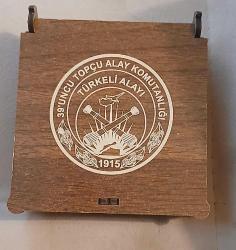 39'UNCU TOPÇU ALAY KOMUTANLIĞI
TÜRKELİ ALAYI
1915